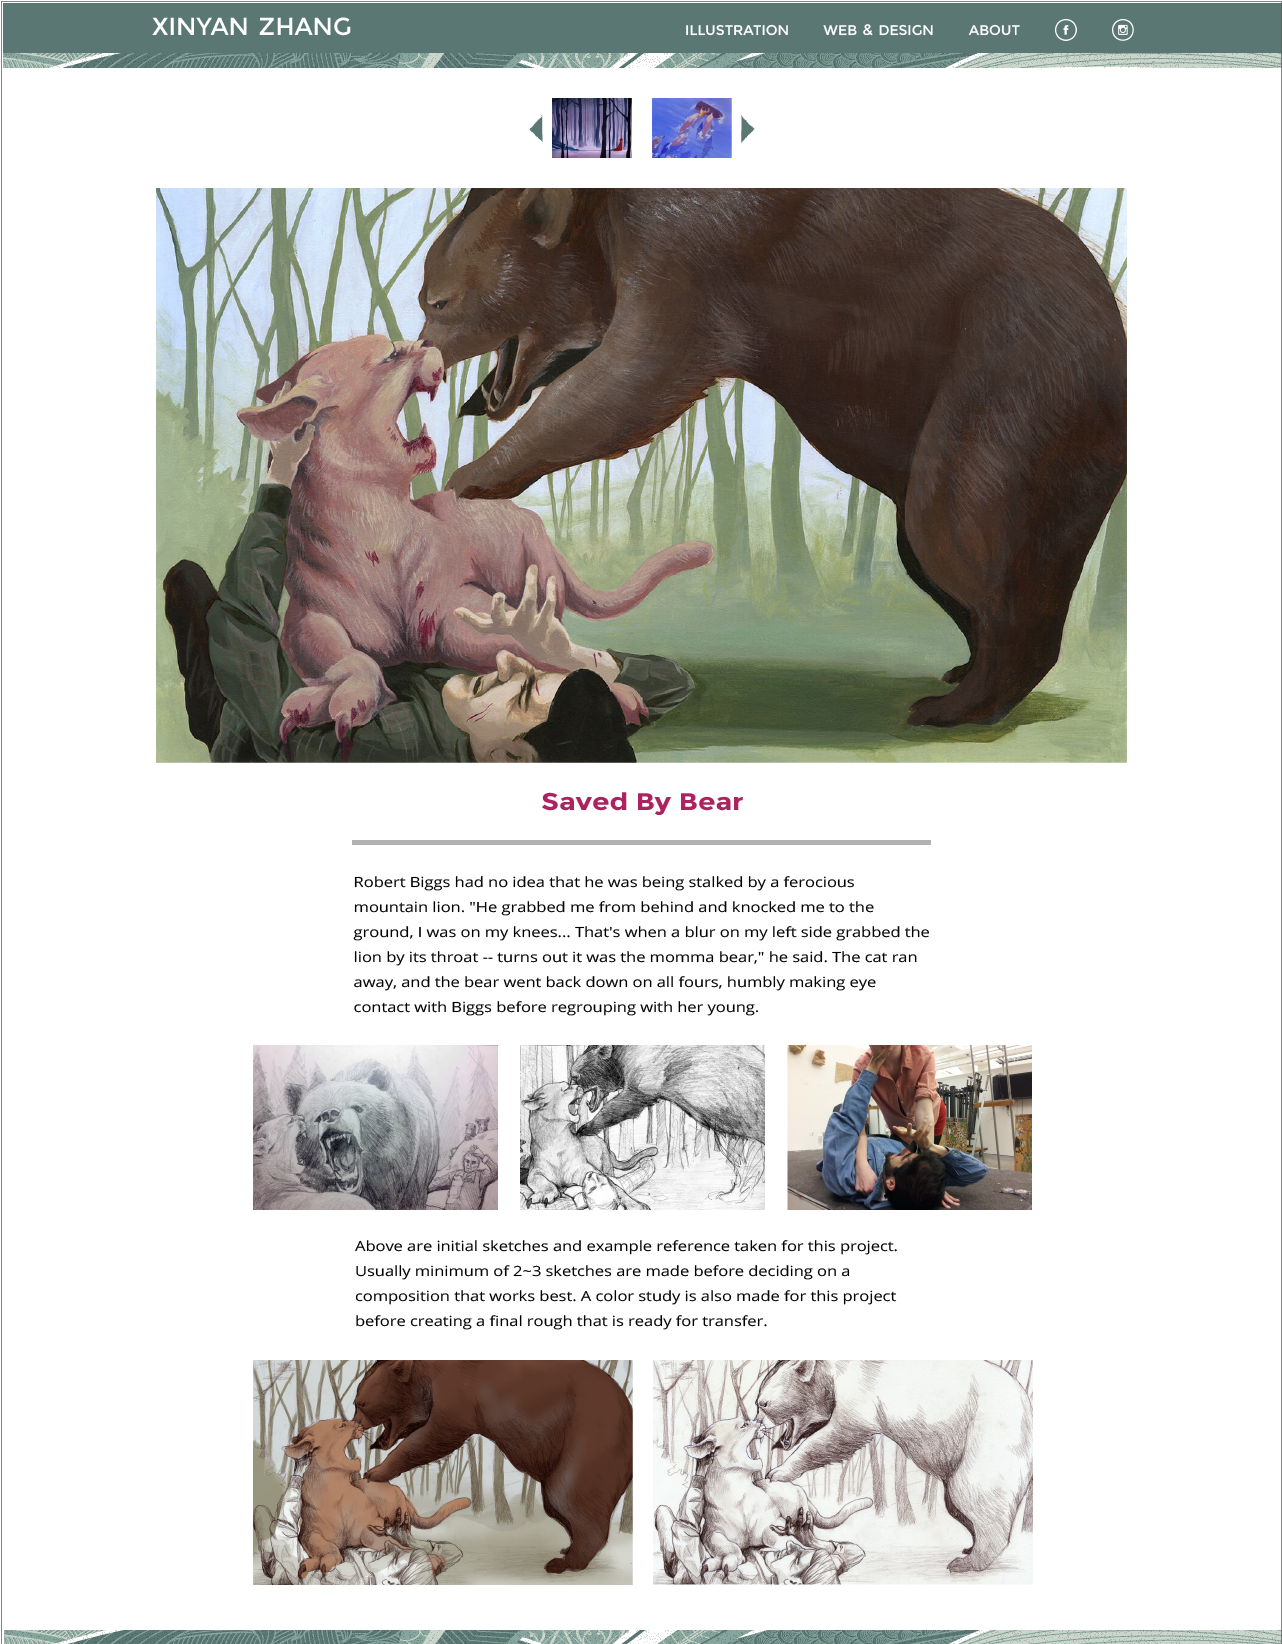 XINYAN ZHANG
ILLUSTRATION WEB & DESIGN ABOUT
Saved By Bear
Robert Biggs had no idea that he was being stalked by a ferocious
mountain lion. "He grabbed me from behind and knocked me to the
ground, I was on my knees... That's when a blur on my left side grabbed the
lion by its throat -- turns out it was the momma bear," he said. The cat ran
away, and the bear went back down on all fours, humbly making eye
contact with Biggs before regrouping with her young.
Above are initial sketches and example reference taken for this project.
Usually minimum of 2~3 sketches are made before deciding on a
composition that works best. A color study is also made for this project
before creating a final rough that is ready for transfer.